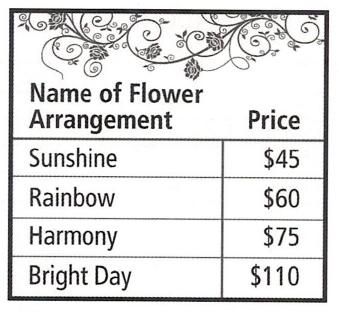 Name of Flower
Arrangement Price
Sunshine $45
Rainbow $60
Harmony $75
Bright Day $110